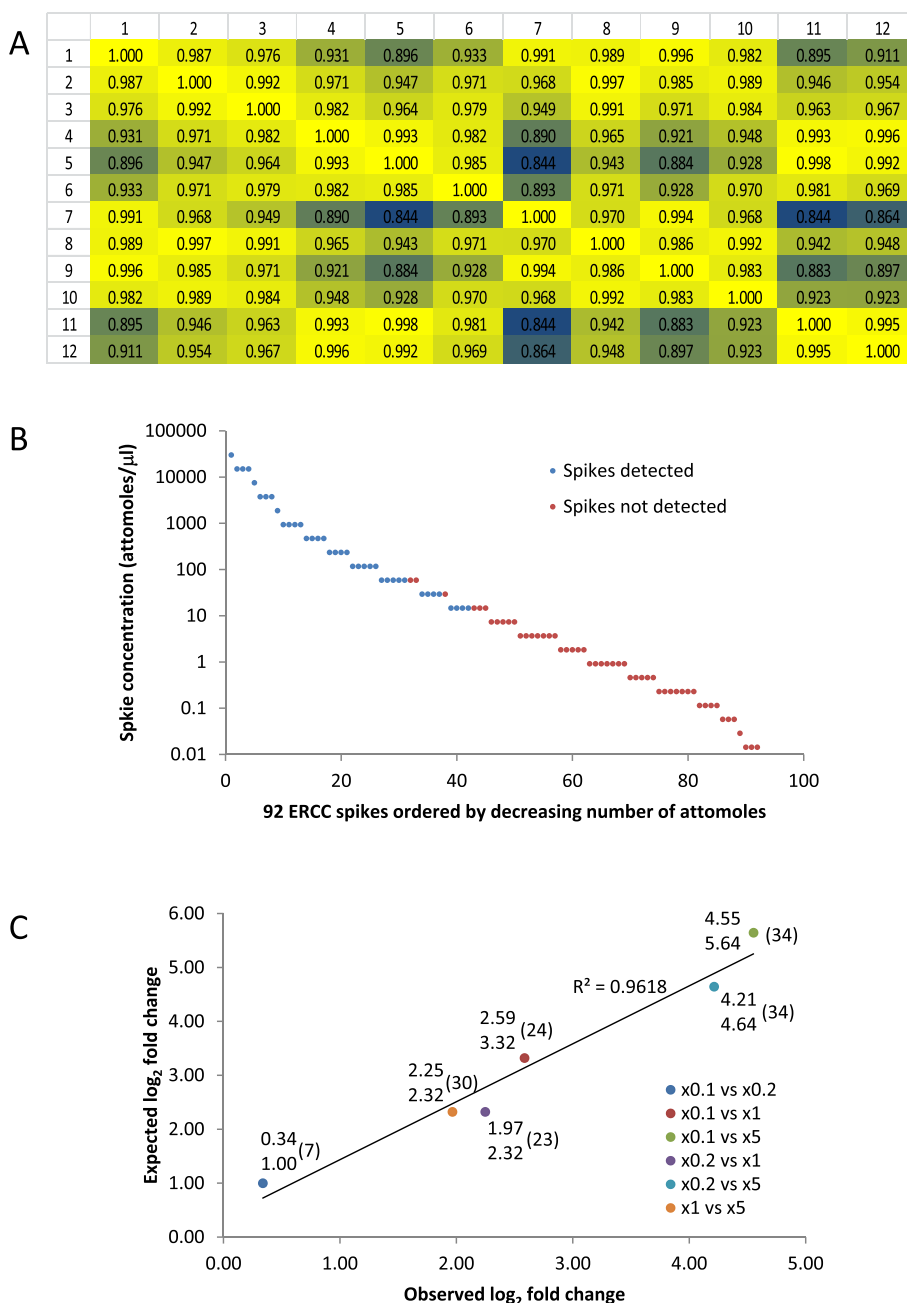 A
1 2 3 4 5 6 7 8 9 10 11 12
1 1.000 0.987 0.976 0.931 0.896 0.933 0.991 0.989 0.996 0.982 0.895 0.911
2 0.987 1.000 0.992 0.971 0.947 0.971 0.968 0.997 0.985 0.989 0.946 0.954
3 0.976 0.992 1.000 0.982 0.964 0.979 0.949 0.991 0.971 0.984 0.963 0.967
4 0.931 0.971 0.982 1.000 0.993 0.982 0.890 0.965 0.921 0.948 0.993 0.996
5 0.896 0.947 0.964 0.993 1.000 0.985 0.844 0.943 0.884 0.928 0.998 0.992
6 0.933 0.971 0.979 0.982 0.985 1.000 0.893 0.971 0.928 0.970 0.981 0.969
7 0.991 0.968 0.949 0.890 0.844 0.893 1.000 0.970 0.994 0.968 0.844 0.864
8 0.989 0.997 0.991 0.965 0.943 0.971 0.970 1.000 0.986 0.992 0.942 0.948
9 0.996 0.985 0.971 0.921 0.884 0.928 0.994 0.986 1.000 0.983 0.883 0.897
10 0.982 0.989 0.984 0.948 0.928 0.970 0.968 0.992 0.983 1.000 0.923 0.923
11 0.895 0.946 0.963 0.993 0.998 0.981 0.844 0.942 0.883 0.923 1.000 0.995
12 0.911 0.954 0.967 0.996 0.992 0.969 0.864 0.948 0.897 0.923 0.995 1.000
B
Spkie concentration (attomoles/μl)
100000
10000
1000
100
10
1
0.1
0.01
Spikes detected
Spikes not detected
0 20 40 60 80 100
92 ERCC spikes ordered by decreasing number of attomoles
C
Expected log2 fold change
6.00
5.00
4.00
3.00
2.00
1.00
0.00
4.55
5.64 (34)
R² = 0.9618
4.21
4.64 (34)
2.59
3.32 (24)
2.25
2.32 (30)
1.97
2.32 (23)
0.34
1.00 (7)
x0.1 vs x0.2
x0.1 vs x1
x0.1 vs x5
x0.2 vs x1
x0.2 vs x5
x1 vs x5
0.00 1.00 2.00 3.00 4.00 5.00
Observed log2 fold change